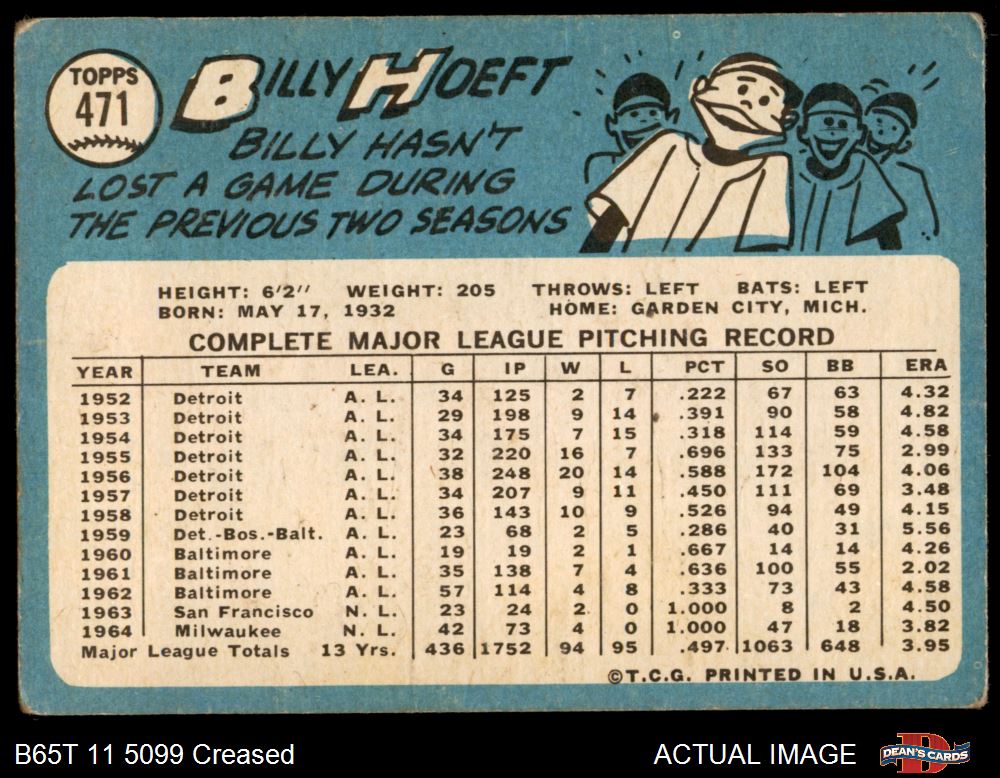 TOPPS
471
BILLY HOEFT
BILLY HASN'T
LOST A GAME DURING
THE PREVIOUS TWO SEASONS
HEIGHT: 6'2" WEIGHT: 205 THROWS: LEFT BATS: LEFT
BORN: MAY 17, 1932 HOME: GARDEN CITY, MICH.
COMPLETE MAJOR LEAGUE PITCHING RECORD
YEAR TEAM LEA. G IP W L PCT SO BB ERA
1952 Detroit A. L. 34 125 2 7 .222 67 63 4.32
1953 Detroit A. L. 29 198 9 14 .391 90 58 4.82
1954 Detroit A. L. 34 175 7 15 .318 114 59 4.58
1955 Detroit A. L. 32 220 16 7 .696 133 75 2.99
1956 Detroit A. L. 38 248 20 14 .588 172 104 4.06
1957 Detroit A. L. 34 207 9 11 .450 111 69 3.48
1958 Detroit A. L. 36 143 10 9 .526 94 49 4.15
1959 Det.-Bos.-Balt. A. L. 23 68 2 5 .286 40 31 5.56
1960 Baltimore A. L. 19 19 2 1 .667 14 14 4.26
1961 Baltimore A. L. 35 138 7 4 .636 100 55 2.02
1962 Baltimore A. L. 57 114 4 8 .333 73 43 4.58
1963 San Francisco N. L. 23 24 2 0 1.000 8 2 4.50
1964 Milwaukee N. L. 42 73 4 0 1.000 47 18 3.82
Major League Totals 13 Yrs. 436 1752 94 95 .497 1063 648 3.95
©T.C.G. PRINTED IN U.S.A.
B65T 11 5099 Creased ACTUAL IMAGE DEAN'S CARDS